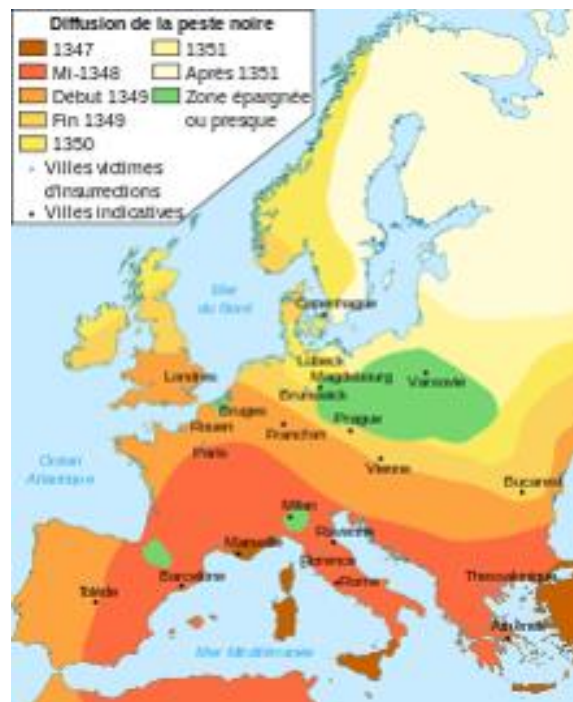 Diffusion de la peste noire
1347
Mi-1348
Début 1349
Fin 1349
1350
1351
Après 1351
Zone épargnée
ou presque
Villes victimes
d'insurrections
Villes indicatives
Mer
du Nord
Copenhague
Lübeck
Magdebourg
Varsovie
Brunswick
Londres
Bruges
Prague
Rouen
Francfort
Paris
Vienne
Océan
Atlantique
Bucarest
Milan
Ravenne
Marseille
Florence
Barcelone
Rome
Thessalonique
Tolède
Athènes
Mer Méditerranée